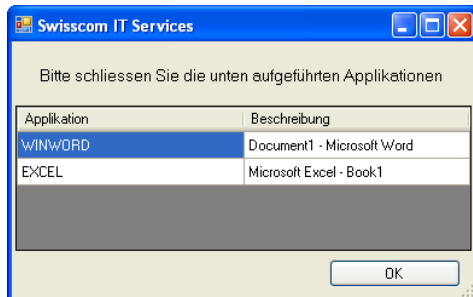 Swisscom IT Services
Bitte schliessen Sie die unten aufgeführten Applikationen
Applikation Beschreibung
WINWORD Document1 - Microsoft Word
EXCEL Microsoft Excel - Book1
OK